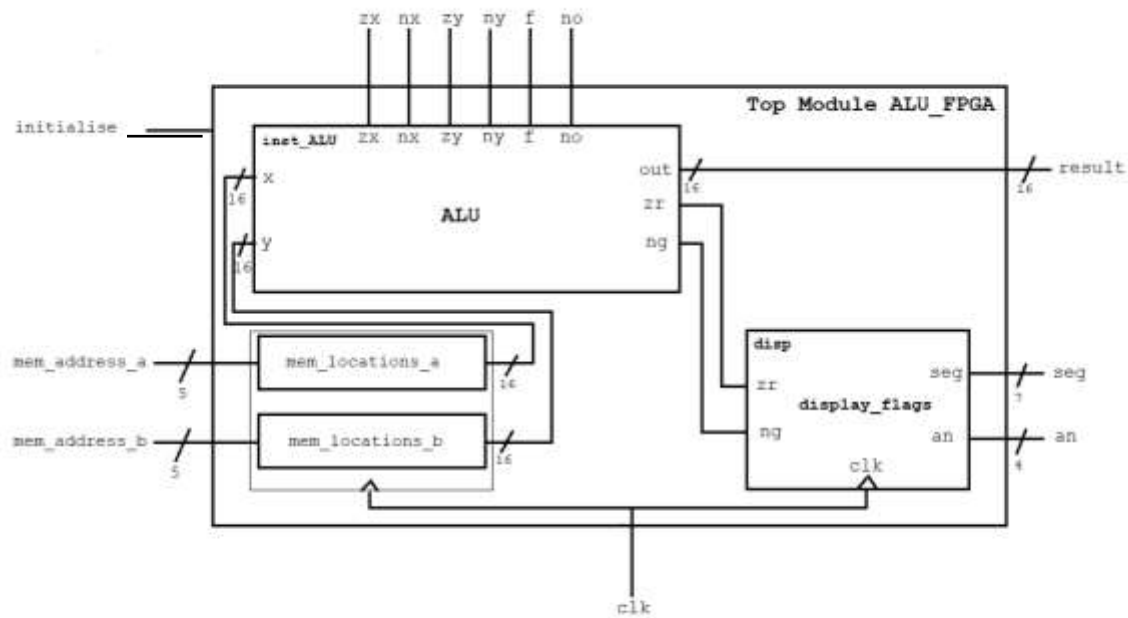 zx nx zy ny f no
Top Module ALU_FPGA
initialise
inst_ALU zx nx zy ny f no
x
out
result
16
16
16
zr
ALU
y
ng
16
mem_address_a
mem_locations_a
5
16
disp
zr
seg
seg
7
display_flags
mem_address_b
mem_locations_b
5
16
ng
an
an
4
clk
clk